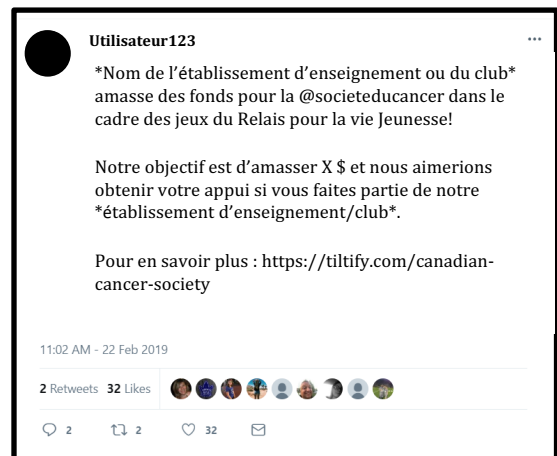 Utilisateur123
*Nom de l’établissement d’enseignement ou du club*
amasse des fonds pour la @societeducancer dans le
cadre des jeux du Relais pour la vie Jeunesse!
Notre objectif est d’amasser X $ et nous aimerions
obtenir votre appui si vous faites partie de notre
*établissement d’enseignement/club*.
Pour en savoir plus : https://tiltify.com/canadian-
cancer-society
11:02 AM - 22 Feb 2019
2 Retweets 32 Likes
2 2 32